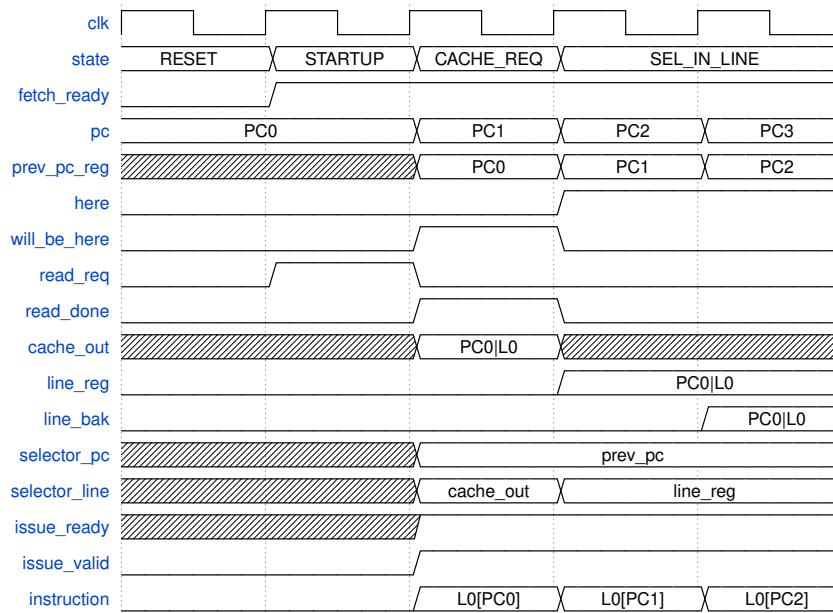 clk
state RESET STARTUP CACHE_REQ SEL_IN_LINE
fetch_ready
pc PC0 PC1 PC2 PC3
prev_pc_reg PC0 PC1 PC2
here
will_be_here
read_req
read_done
cache_out PC0|L0
line_reg PC0|L0
line_bak PC0|L0
selector_pc prev_pc
selector_line cache_out line_reg
issue_ready
issue_valid
instruction L0[PC0] L0[PC1] L0[PC2]